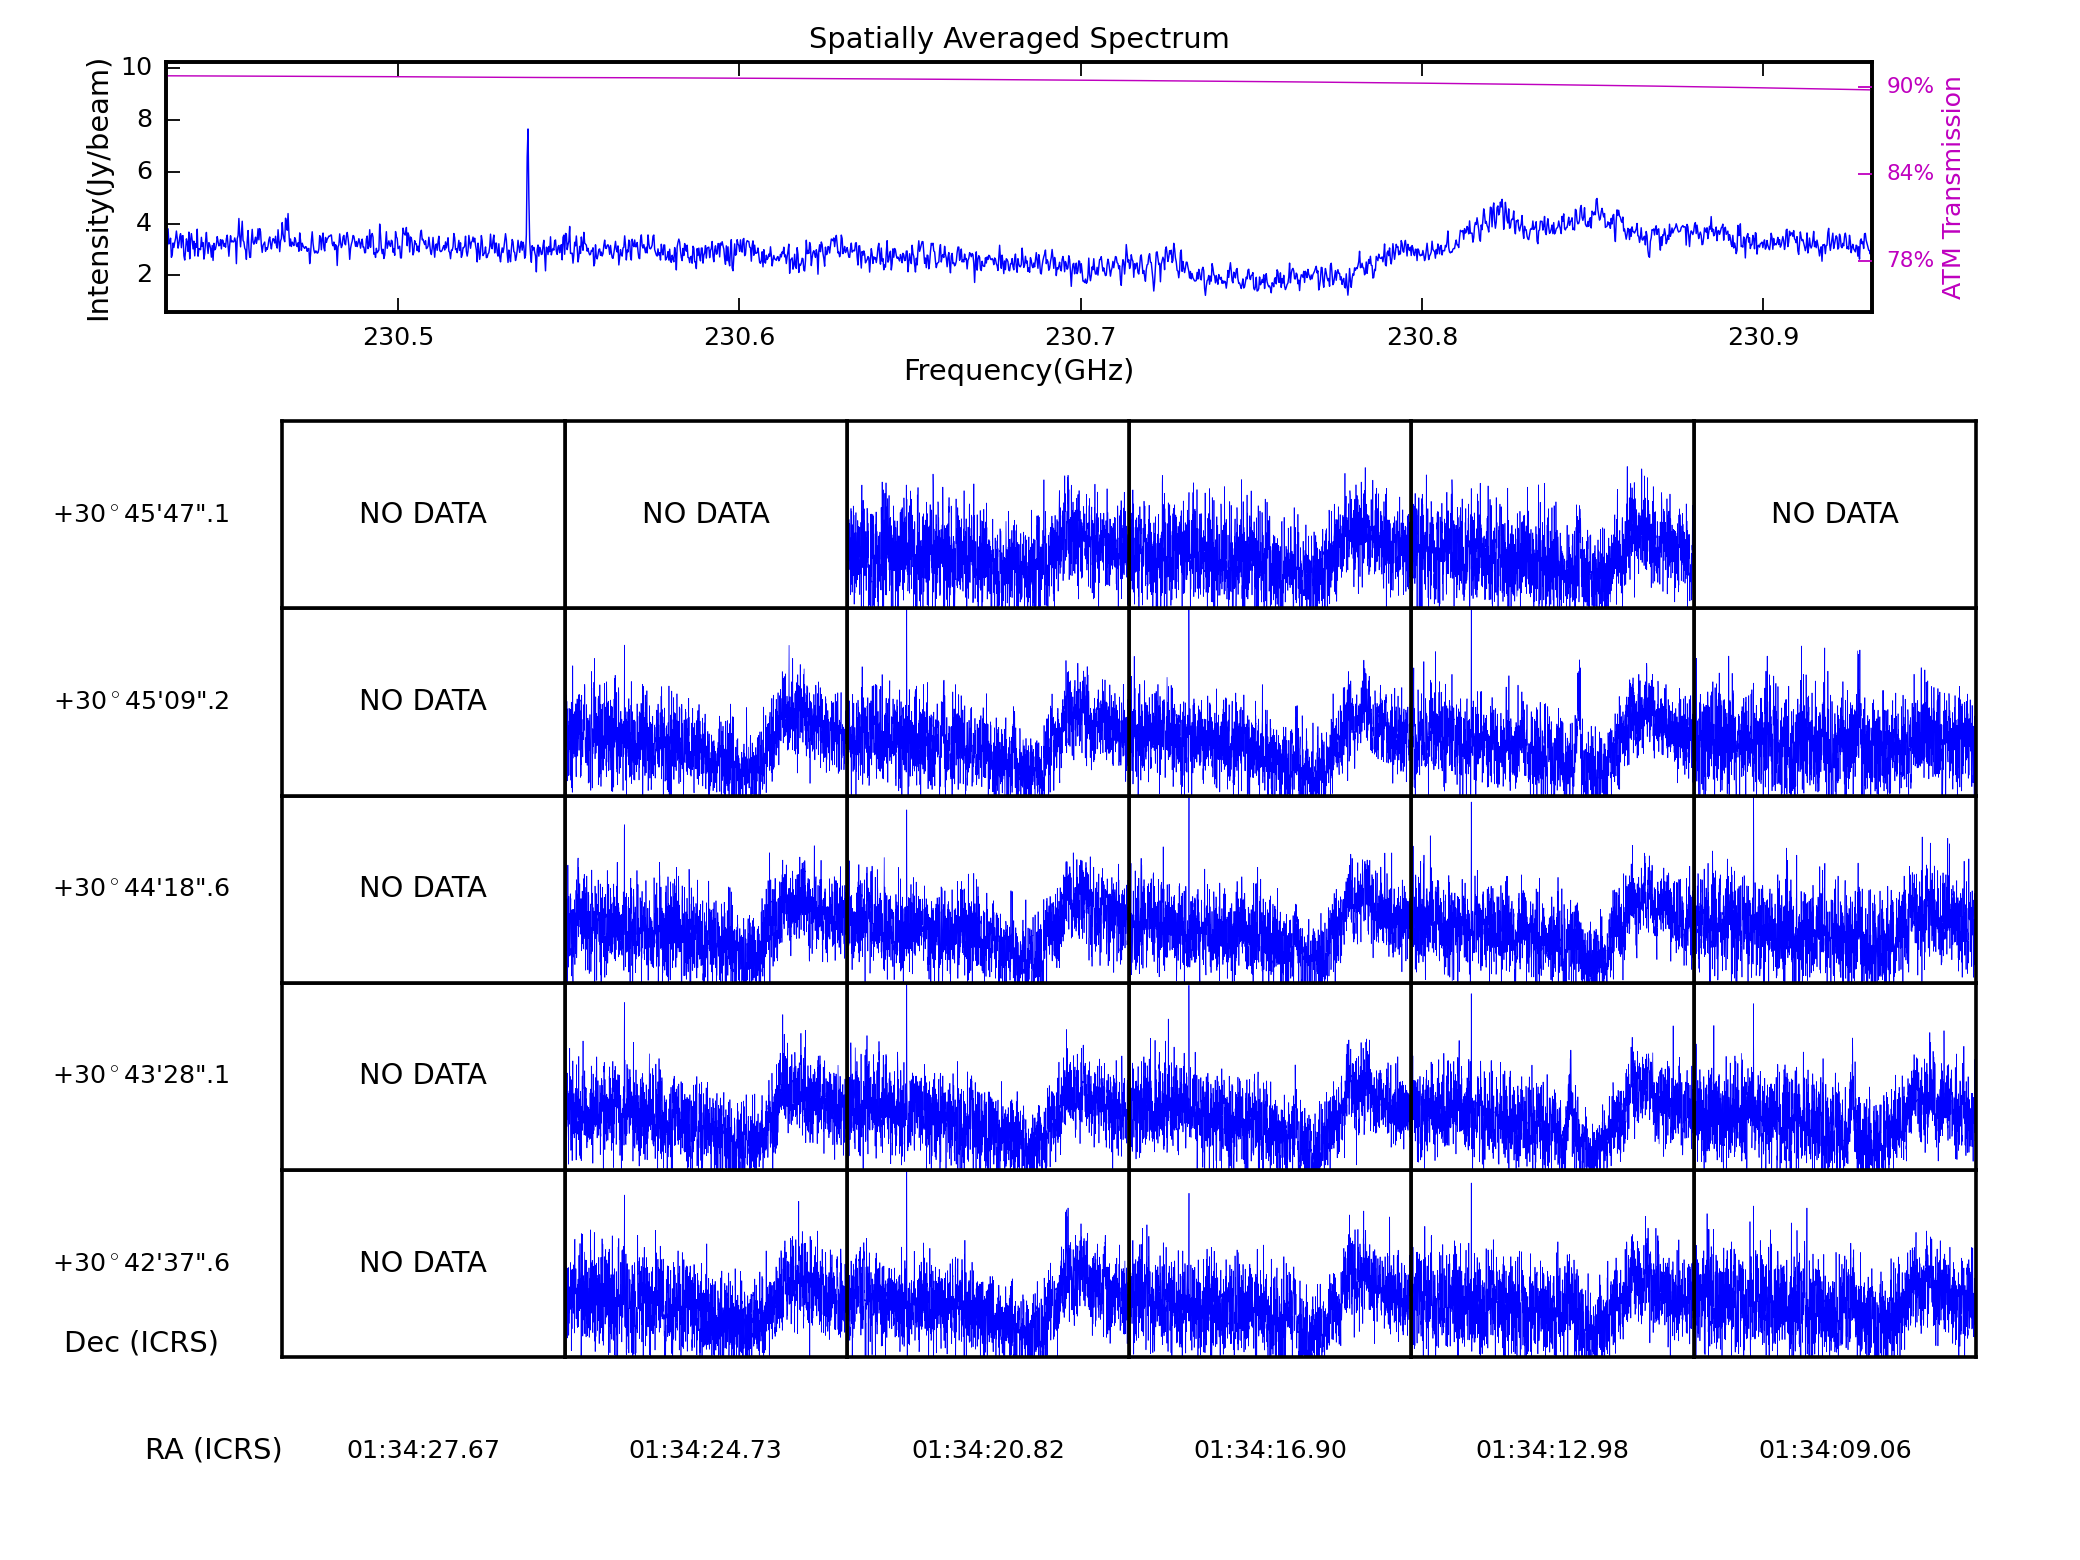 Spatially Averaged Spectrum
10
8
6
4
2
Intensity(Jy/beam)
90%
84%
78%
ATM Transmission
230.5 230.6 230.7 230.8 230.9
Frequency(GHz)
+30°45'47".1 NO DATA NO DATA NO DATA
+30°45'09".2 NO DATA
+30°44'18".6 NO DATA
+30°43'28".1 NO DATA
+30°42'37".6 NO DATA
Dec (ICRS)
RA (ICRS) 01:34:27.67 01:34:24.73 01:34:20.82 01:34:16.90 01:34:12.98 01:34:09.06